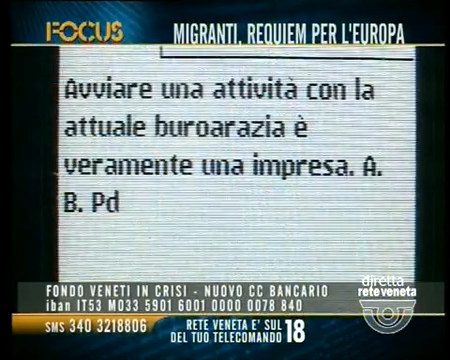 FOCUS
MIGRANTI, REQUIEM PER L'EUROPA
Avviare una attività con la
attuale buroarazia è
veramente una impresa. A.
B. Pd
diretta
reteveneta
FONDO VENETI IN CRISI - NUOVO CC BANCARIO
iban IT53 M033 5901 6001 0000 0078 840
SMS 340 3218806
RETE VENETA E' SUL
DEL TUO TELECOMANDO 18